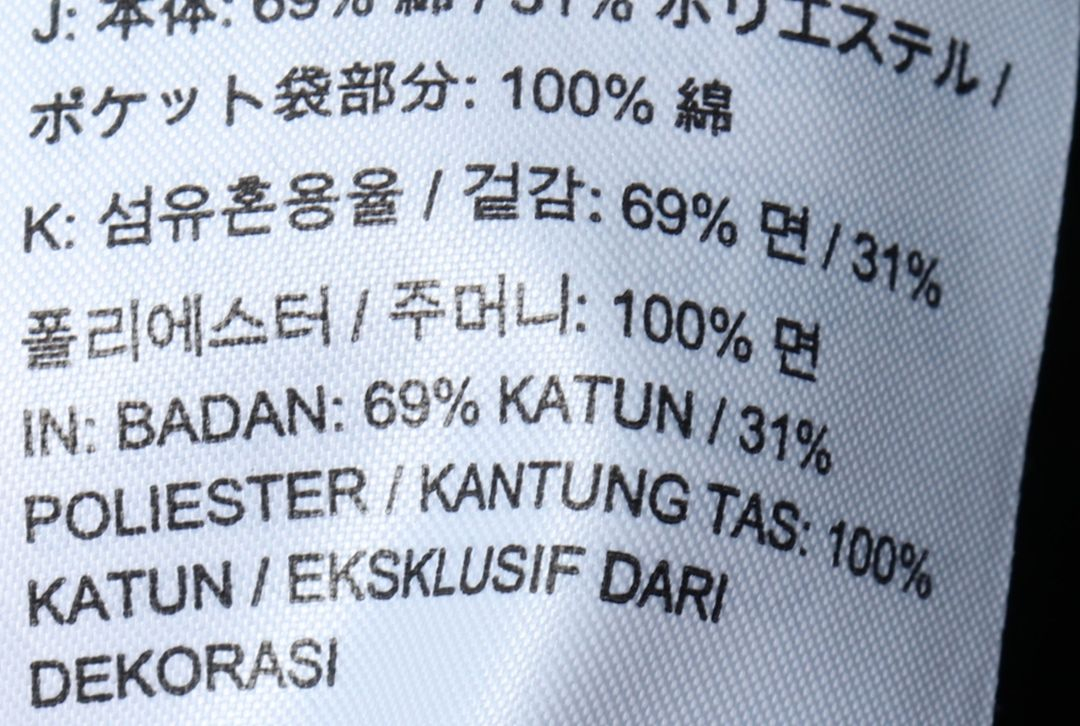 J: 本体: 69% 綿 / 31% ポリエステル /
ポケット袋部分: 100% 綿
K: 섬유혼용율 / 겉감: 69% 면 / 31%
폴리에스터 / 주머니: 100% 면
IN: BADAN: 69% KATUN / 31%
POLIESTER / KANTUNG TAS: 100%
KATUN / EKSKLUSIF DARI
DEKORASI